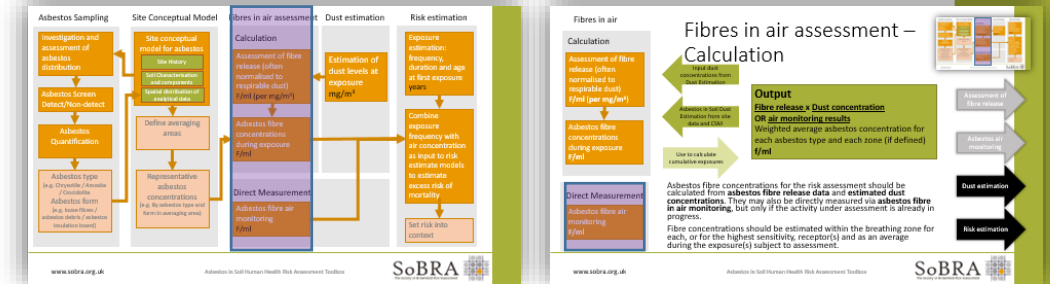 Asbestos Sampling
Site Conceptual Model
Fibres in air assessment
Dust estimation
Risk estimation
Investigation and
assessment of
asbestos
distribution
Asbestos Screen
Detect/Non-detect
Asbestos
Quantification
Asbestos type
(e.g. Chrysotile / Amosite
/ Crocidolite
Asbestos form
(e.g. loose fibres /
asbestos debris / asbestos
insulation board)
Site conceptual
model for asbestos
Site History
Soil Characterisation
and components
Spatial distribution of
analytical data
Define averaging
areas
Representative
asbestos
concentrations
(e.g. By asbestos type and
form in averaging area)
Calculation
Assessment of fibre
release (often
normalised to
respirable dust)
F/ml (per mg/m³)
Asbestos fibre
concentrations
during exposure
F/ml
Direct Measurement
Asbestos fibre air
monitoring
F/ml
Estimation of
dust levels at
exposure
mg/m³
Exposure
estimation:
frequency,
duration and age
at first exposure
years
Combine
exposure
frequency with
air concentration
as input to risk
estimate models
to estimate
excess risk of
mortality
Set risk into
context
www.sobra.org.uk
Asbestos in Soil Human Health Risk Assessment Toolbox
SoBRA
Fibres in air
Fibres in air assessment –
Calculation
Calculation
Assessment of fibre
release (often
normalised to
respirable dust)
F/ml (per mg/m³)
Asbestos fibre
concentrations
during exposure
F/ml
Direct Measurement
Asbestos fibre air
monitoring
F/ml
Input dust
concentrations from
Dust Estimation
Asbestos in Soil Dust
Estimation from site
data and CSM
Use to calculate
cumulative exposures
Output
Fibre release x Dust concentration
OR air monitoring results
Weighted average asbestos concentration for
each asbestos type and each zone (if defined)
f/ml
Assessment of
fibre release
Asbestos air
monitoring
Dust estimation
Risk estimation
Asbestos fibre concentrations for the risk assessment should be
calculated from asbestos fibre release data and estimated dust
concentrations. They may also be directly measured via asbestos fibre
in air monitoring, but only if the activity under assessment is already in
progress.
Fibre concentrations should be estimated within the breathing zone for
each, or for the highest sensitivity, receptor(s) and as an average
during the exposure(s) subject to assessment.
www.sobra.org.uk
Asbestos in Soil Human Health Risk Assessment Toolbox
SoBRA